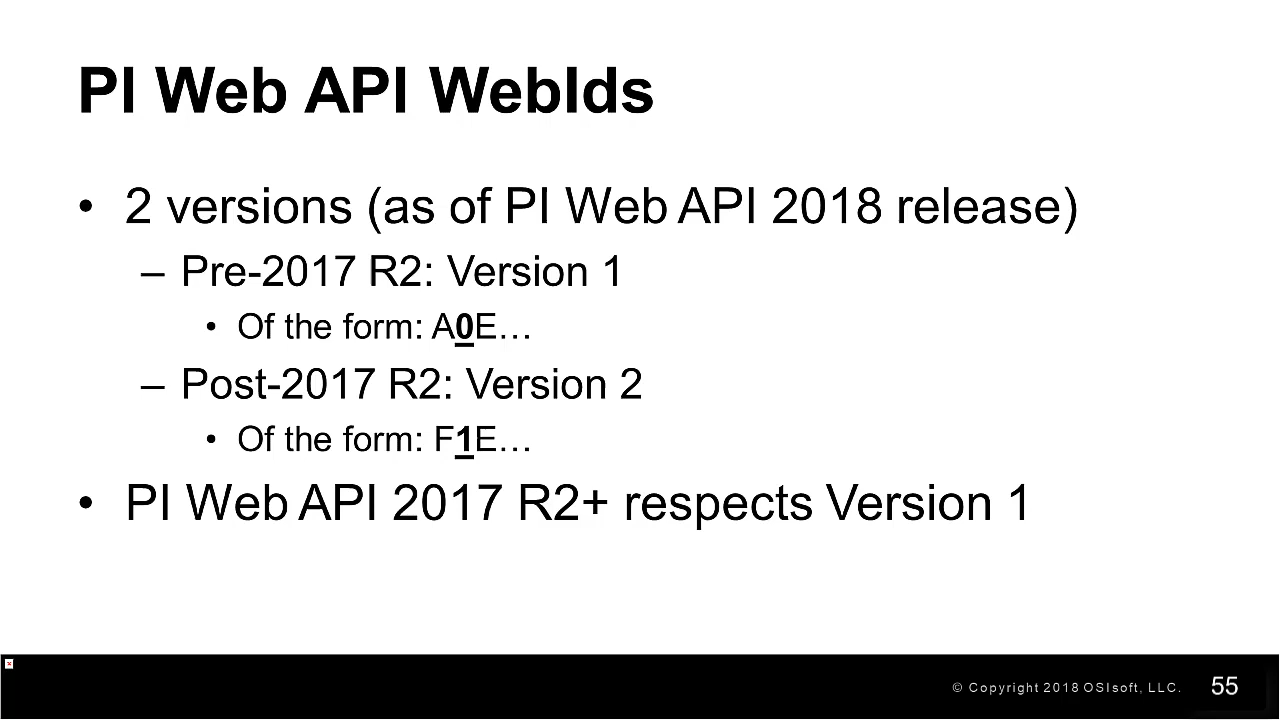 PI Web API WebIds
• 2 versions (as of PI Web API 2018 release)
– Pre-2017 R2: Version 1
• Of the form: A0E…
– Post-2017 R2: Version 2
• Of the form: F1E…
• PI Web API 2017 R2+ respects Version 1
© Copyright 2018 OSIsoft, LLC. 55